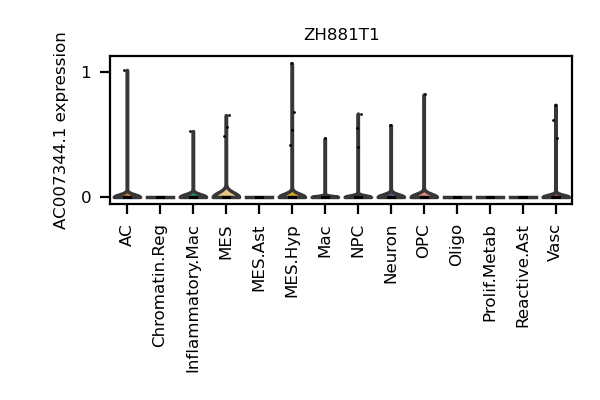 ZH881T1
AC007344.1 expression
1
0
AC
Chromatin.Reg
Inflammatory.Mac
MES
MES.Ast
MES.Hyp
Mac
NPC
Neuron
OPC
Oligo
Prolif.Metab
Reactive.Ast
Vasc